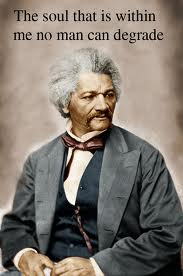 The soul that is within
me no man can degrade